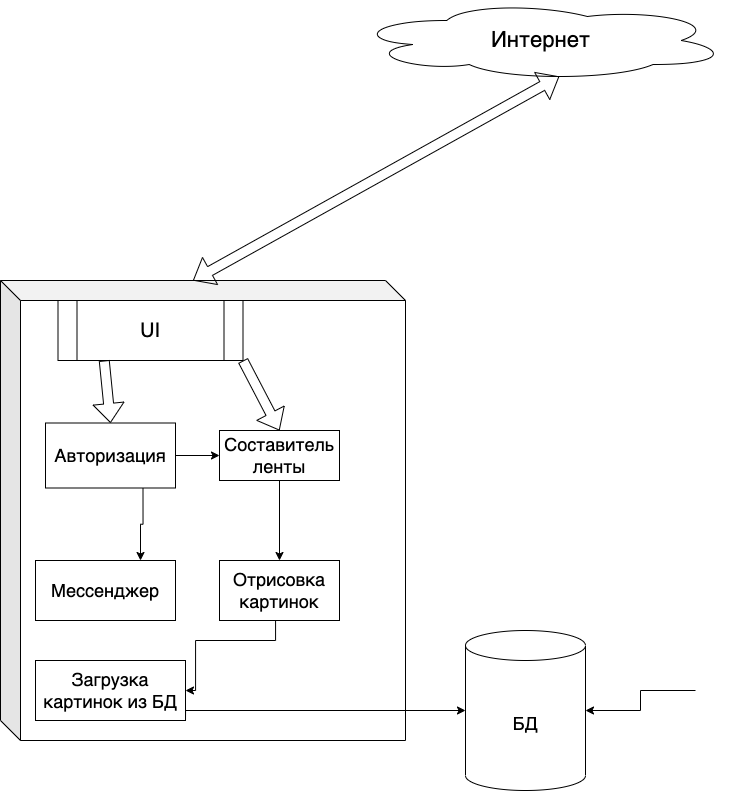 Интернет
UI
Авторизация
Составитель
ленты
Мессенджер
Отрисовка
картинок
Загрузка
картинок из БД
БД